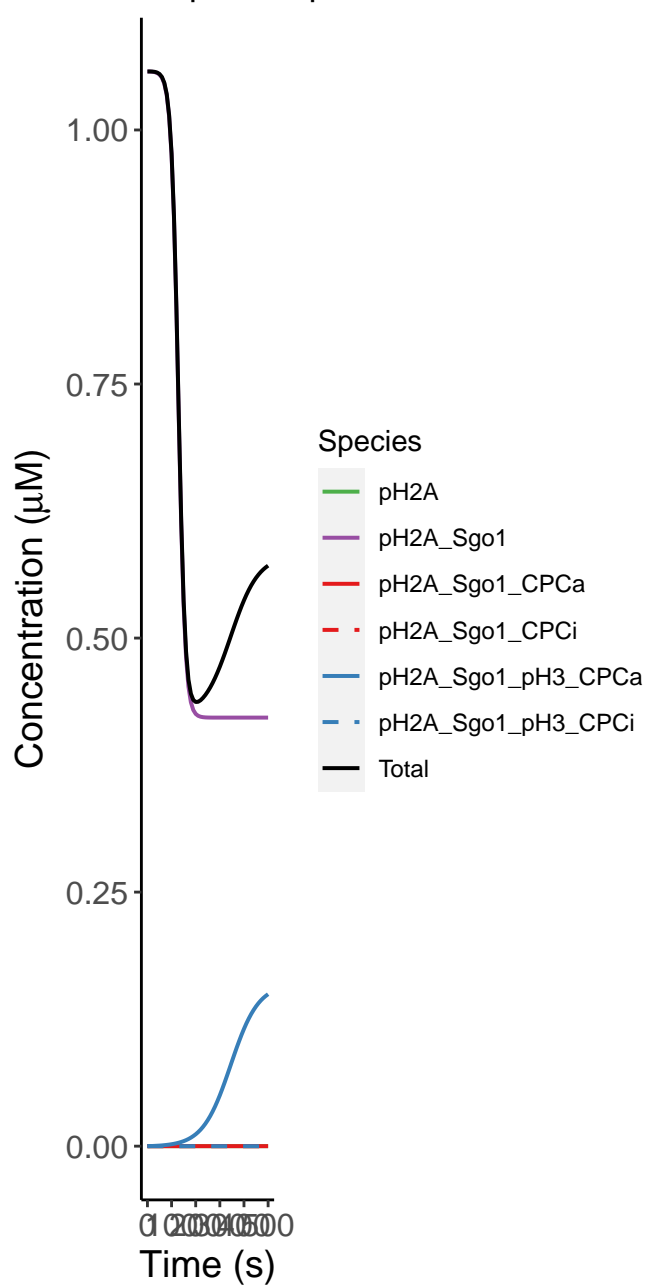 1.00
0.75
0.50
0.25
0.00
Concentration (μM)
Time (s)
Species
pH2A
pH2A_Sgo1
pH2A_Sgo1_CPCa
pH2A_Sgo1_CPCi
pH2A_Sgo1_pH3_CPCa
pH2A_Sgo1_pH3_CPCi
Total